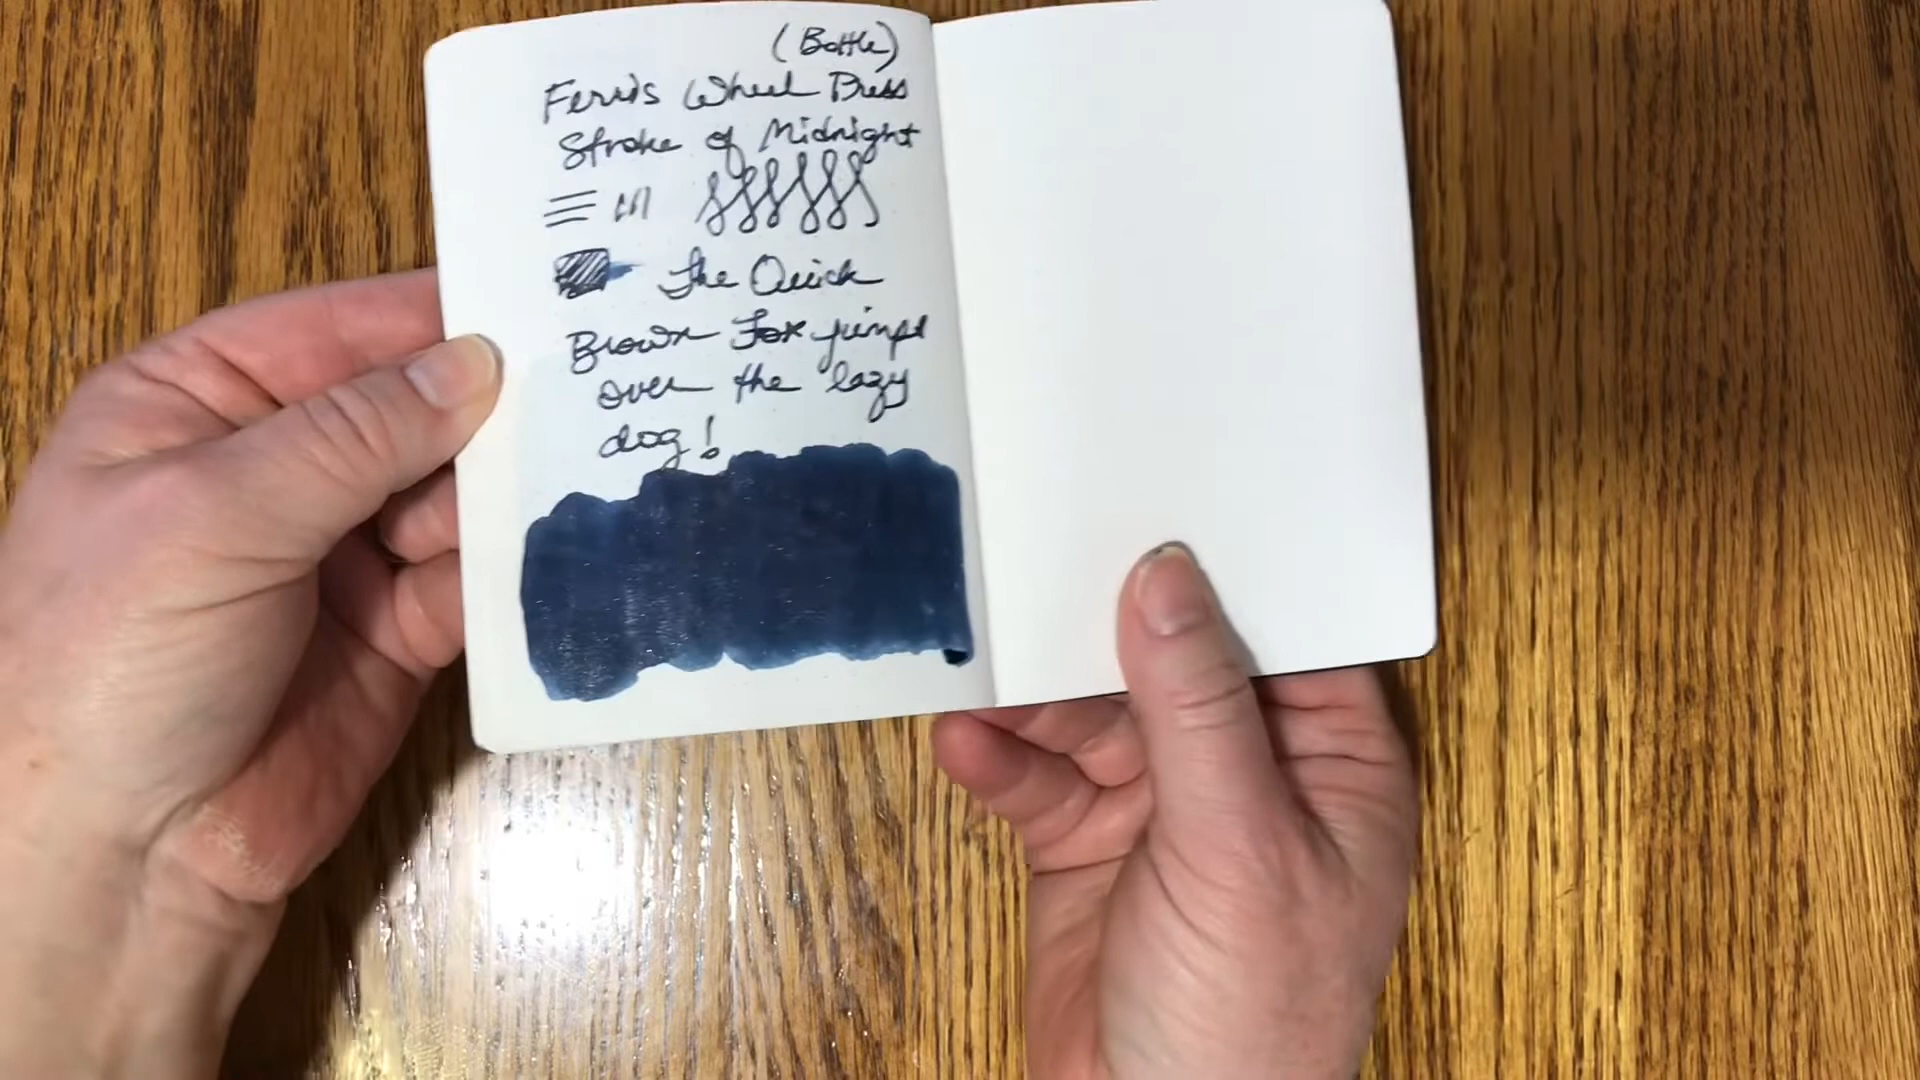 (Bottle)
Ferris Wheel Press
Stroke of Midnight
The Quick
Brown Fox jumps
over the lazy
dog!